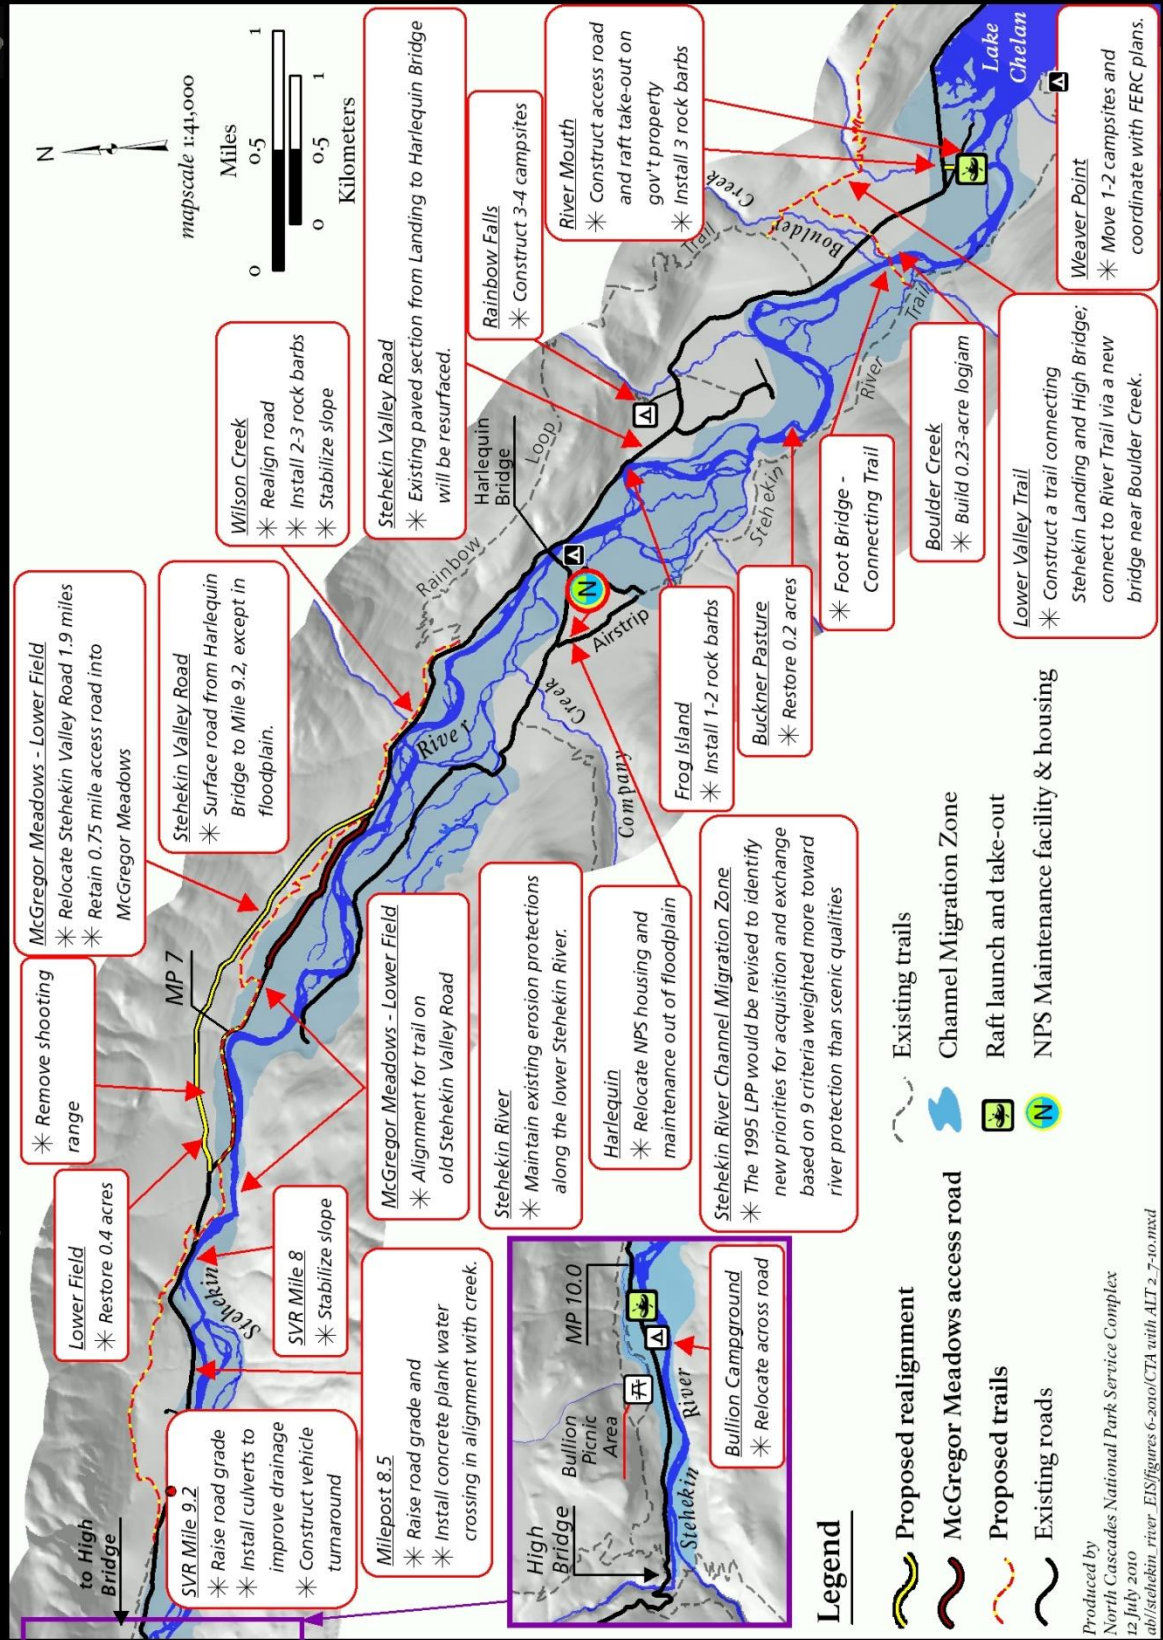 N
mapscale 1:41,000
Miles
0 0.5 1
0 0.5 1
Kilometers
McGregor Meadows - Lower Field
✳ Relocate Stehekin Valley Road 1.9 miles
✳ Retain 0.75 mile access road into
McGregor Meadows
Stehekin Valley Road
✳ Surface road from Harlequin
Bridge to Mile 9.2, except in
floodplain.
Wilson Creek
✳ Realign road
✳ Install 2-3 rock barbs
✳ Stabilize slope
Stehekin Valley Road
✳ Existing paved section from Landing to Harlequin Bridge
will be resurfaced.
Rainbow Falls
✳ Construct 3-4 campsites
River Mouth
✳ Construct access road
and raft take-out on
gov't property
✳ Install 3 rock barbs
✳ Remove shooting
range
MP 7
Lower Field
✳ Restore 0.4 acres
to High
Bridge
Harlequin
Bridge
Rainbow
Loop
Trail
Boulder
Creek
Lake
Chelan
Stehekin
River
Company
Creek
Airstrip
Stehekin
River
Trail
SVR Mile 9.2
✳ Raise road grade
✳ Install culverts to
improve drainage
✳ Construct vehicle
turnaround
SVR Mile 8
✳ Stabilize slope
Milepost 8.5
✳ Raise road grade and
✳ Install concrete plank water
crossing in alignment with creek.
McGregor Meadows - Lower Field
✳ Alignment for trail on
old Stehekin Valley Road
Stehekin River
✳ Maintain existing erosion protections
along the lower Stehekin River.
Harlequin
✳ Relocate NPS housing and
maintenance out of floodplain
Stehekin River Channel Migration Zone
✳ The 1995 LPP would be revised to identify
new priorities for acquisition and exchange
based on 9 criteria weighted more toward
river protection than scenic qualities
Frog Island
✳ Install 1-2 rock barbs
Buckner Pasture
✳ Restore 0.2 acres
✳ Foot Bridge -
Connecting Trail
Boulder Creek
✳ Build 0.23-acre logjam
Lower Valley Trail
✳ Construct a trail connecting
Stehekin Landing and High Bridge;
connect to River Trail via a new
bridge near Boulder Creek.
Weaver Point
✳ Move 1-2 campsites and
coordinate with FERC plans.
High
Bridge
Bullion
Picnic
Area
MP 10.0
Stehekin
River
Bullion Campground
✳ Relocate across road
Legend
Proposed realignment
McGregor Meadows access road
Proposed trails
Existing roads
Existing trails
Channel Migration Zone
Raft launch and take-out
N
NPS Maintenance facility & housing
N
Produced by
North Cascades National Park Service Complex
12 July 2010
ab//stehekin_river_EIS/figures 6-2010/CTA with ALT 2_7-10.mxd